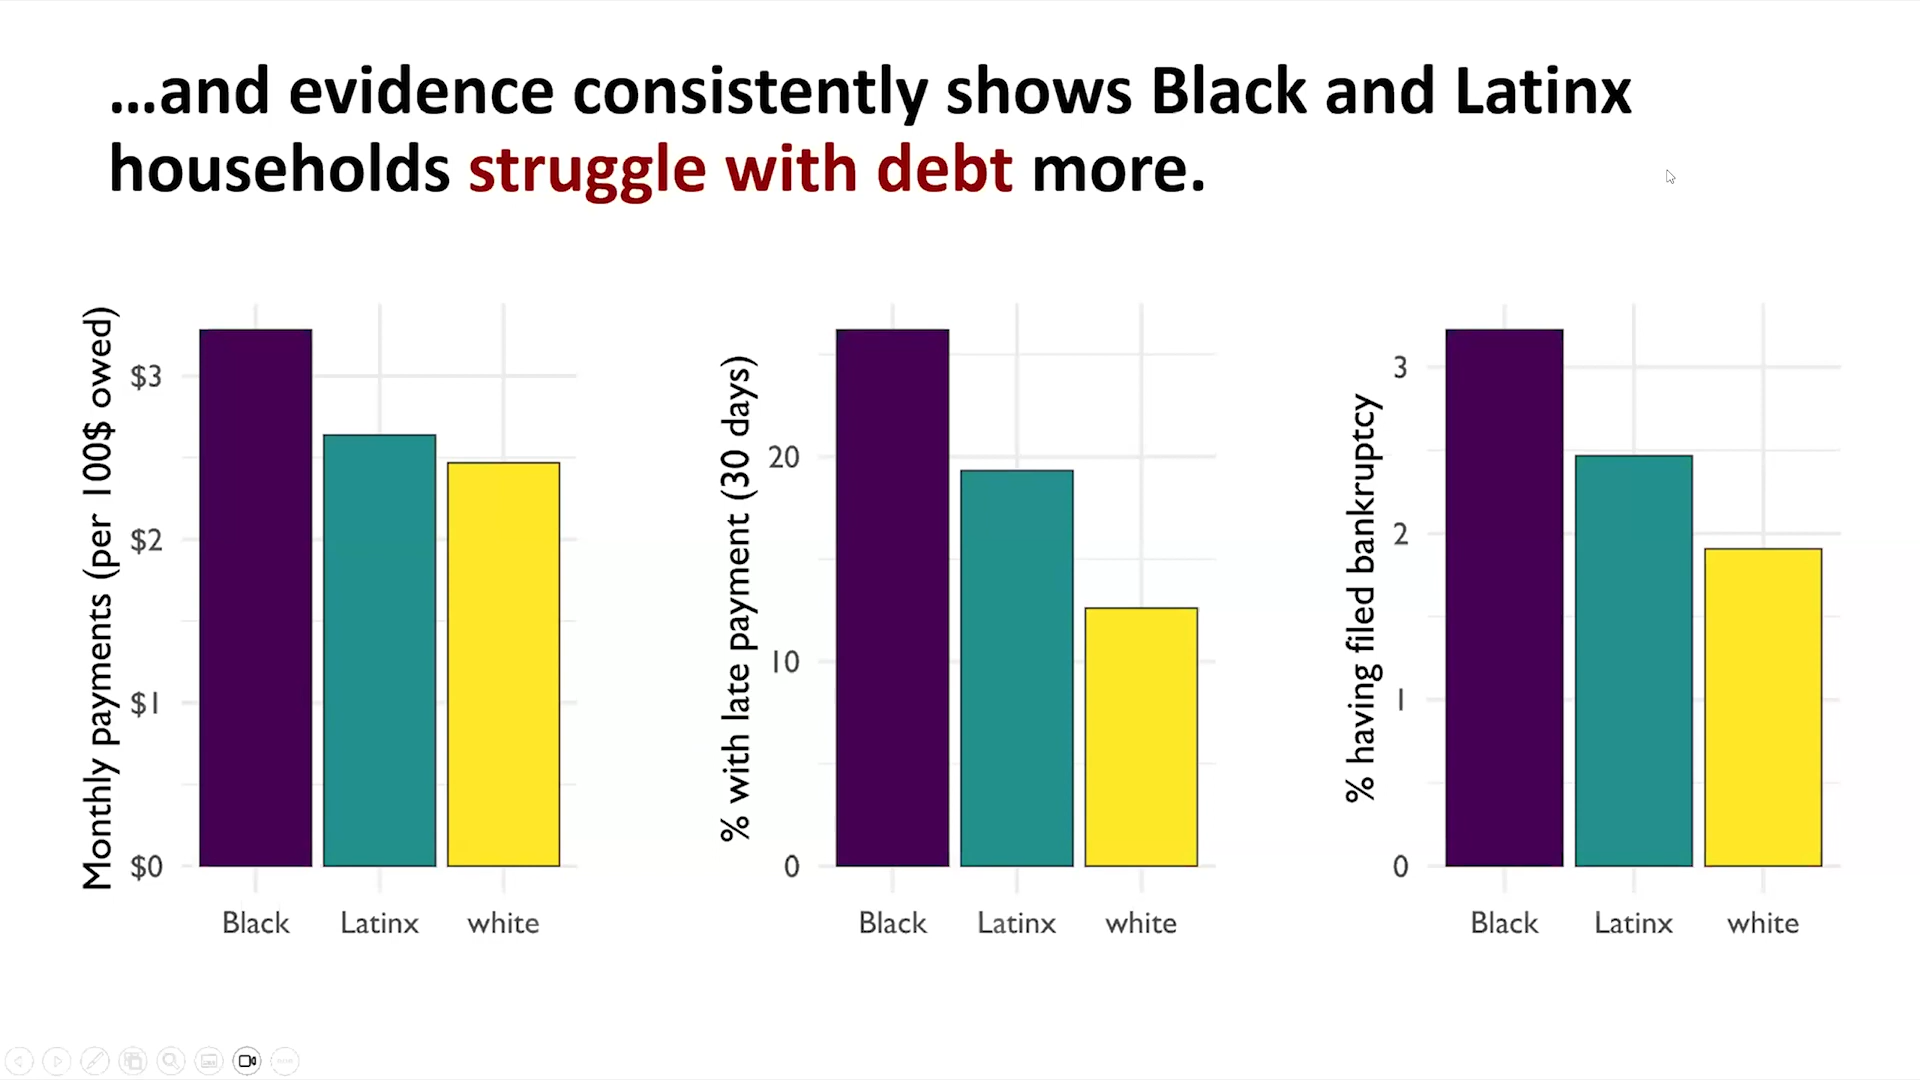 …and evidence consistently shows Black and Latinx
households struggle with debt more.
Monthly payments (per 100$ owed)
$3
$2
$1
$0
Black Latinx white
% with late payment (30 days)
20
10
0
Black Latinx white
% having filed bankruptcy
3
2
1
0
Black Latinx white